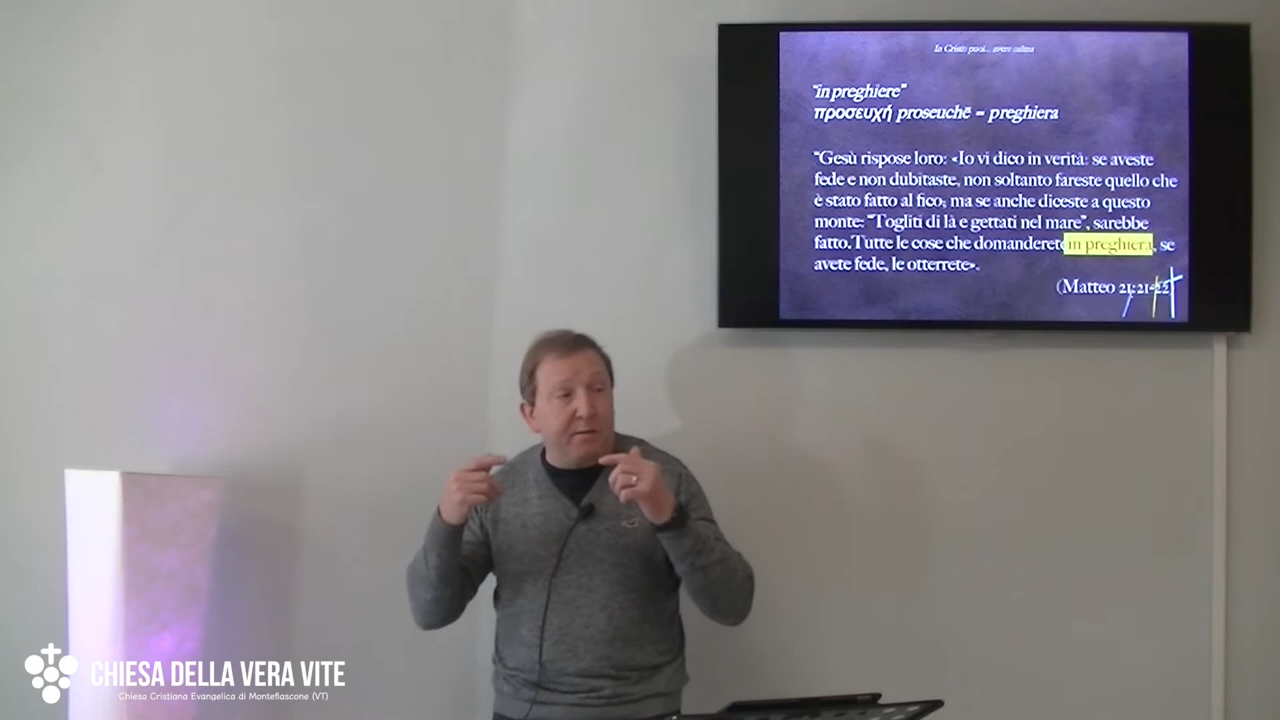 In Cristo puoi... avere calma
"in preghiere"
προσευχή proseuchē = preghiera
"Gesù rispose loro: «Io vi dico in verità: se aveste
fede e non dubitaste, non soltanto fareste quello che
è stato fatto al fico; ma se anche diceste a questo
monte: "Togliti di là e gettati nel mare", sarebbe
fatto. Tutte le cose che domanderete in preghiera, se
avete fede, le otterrete».
(Matteo 21:21-22)
CHIESA DELLA VERA VITE
Chiesa Cristiana Evangelica di Montefiascone (VT)